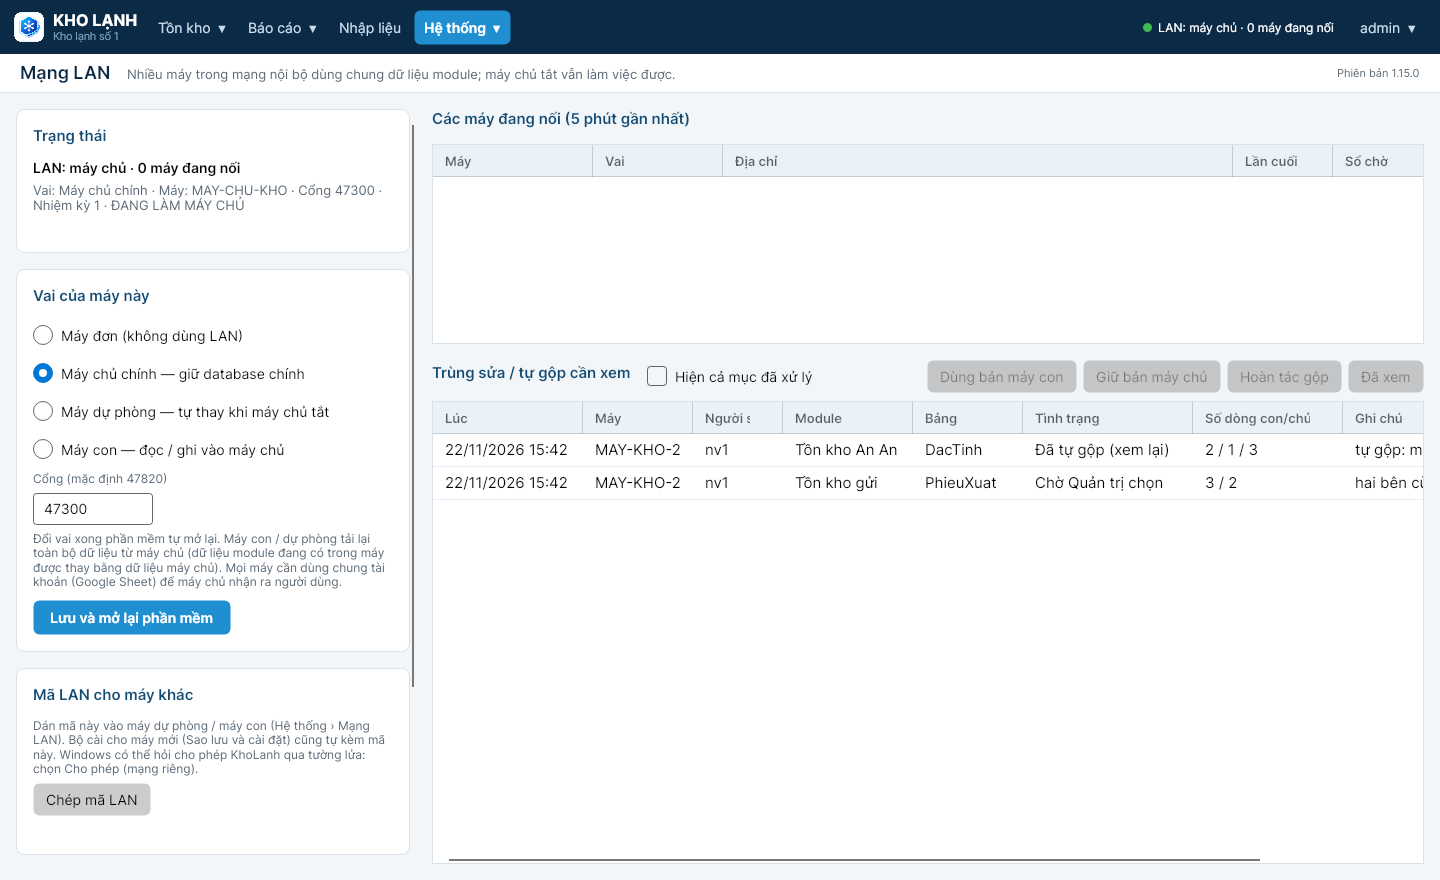 KHO LẠNH
Kho lạnh số 1
Tồn kho ▾
Báo cáo ▾
Nhập liệu
Hệ thống ▾
LAN: máy chủ · 0 máy đang nối
admin ▾
Mạng LAN
Nhiều máy trong mạng nội bộ dùng chung dữ liệu module; máy chủ tắt vẫn làm việc được.
Phiên bản 1.15.0
Trạng thái
LAN: máy chủ · 0 máy đang nối
Vai: Máy chủ chính · Máy: MAY-CHU-KHO · Cổng 47300 ·
Nhiệm kỳ 1 · ĐANG LÀM MÁY CHỦ
Vai của máy này
Máy đơn (không dùng LAN)
Máy chủ chính — giữ database chính
Máy dự phòng — tự thay khi máy chủ tắt
Máy con — đọc / ghi vào máy chủ
Cổng (mặc định 47820)
47300
Đổi vai xong phần mềm tự mở lại. Máy con / dự phòng tải lại
toàn bộ dữ liệu từ máy chủ (dữ liệu module đang có trong máy
được thay bằng dữ liệu máy chủ). Mọi máy cần dùng chung tài
khoản (Google Sheet) để máy chủ nhận ra người dùng.
Lưu và mở lại phần mềm
Mã LAN cho máy khác
Dán mã này vào máy dự phòng / máy con (Hệ thống › Mạng
LAN). Bộ cài cho máy mới (Sao lưu và cài đặt) cũng tự kèm mã
này. Windows có thể hỏi cho phép KhoLanh qua tường lửa:
chọn Cho phép (mạng riêng).
Chép mã LAN
Các máy đang nối (5 phút gần nhất)
Máy Vai Địa chỉ Lần cuối Sổ chờ
Trùng sửa / tự gộp cần xem
Hiện cả mục đã xử lý
Dùng bản máy con
Giữ bản máy chủ
Hoàn tác gộp
Đã xem
Lúc Máy Người Module Bảng Tình trạng Số dòng con/chủ Ghi chú
22/11/2026 15:42 MAY-KHO-2 nv1 Tồn kho An An DacTinh Đã tự gộp (xem lại) 2 / 1 / 3 tự gộp:
22/11/2026 15:42 MAY-KHO-2 nv1 Tồn kho gửi PhieuXuat Chờ Quản trị chọn 3 / 2 hai bên